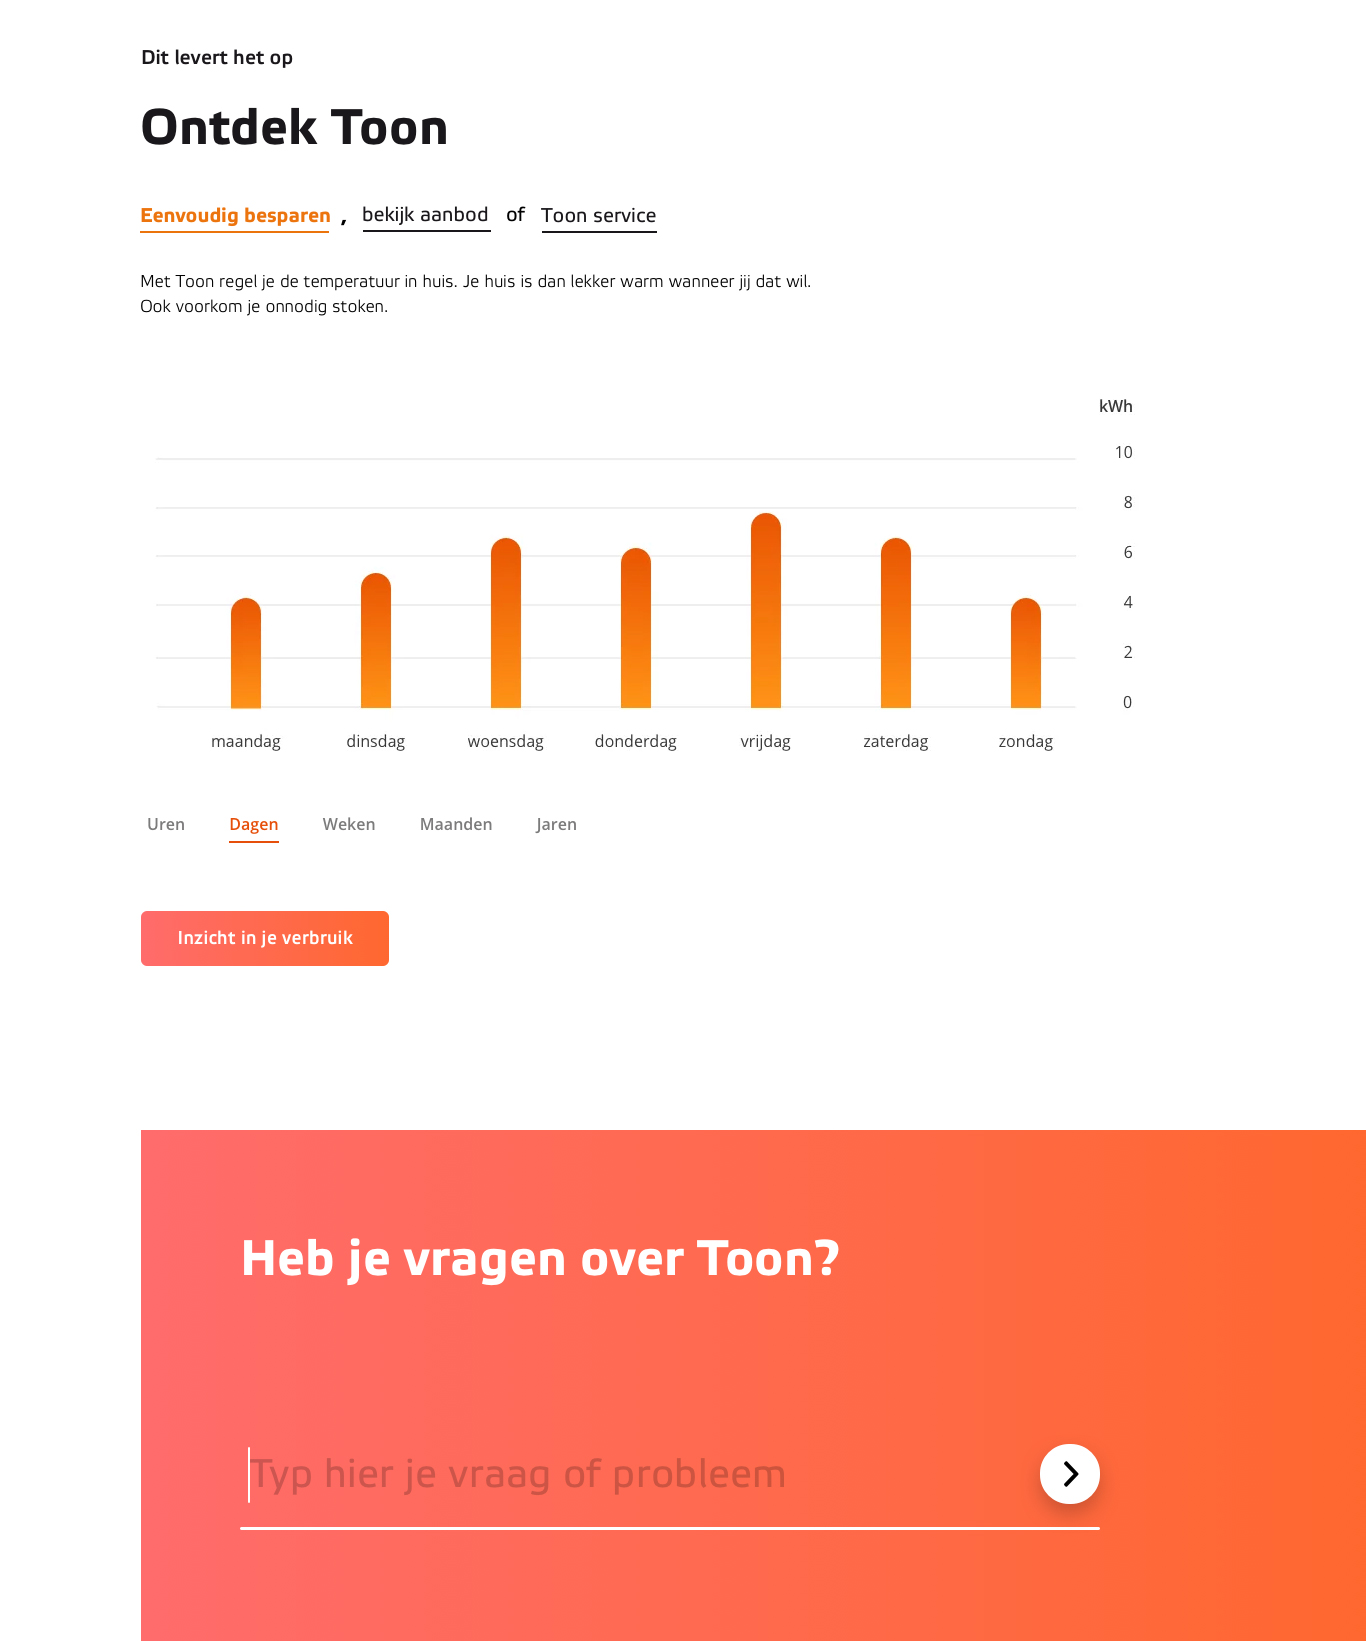 Dit levert het op
Ontdek Toon
Eenvoudig besparen , bekijk aanbod of Toon service
Met Toon regel je de temperatuur in huis. Je huis is dan lekker warm wanneer jij dat wil.
Ook voorkom je onnodig stoken.
kWh
10
8
6
4
2
0
maandag dinsdag woensdag donderdag vrijdag zaterdag zondag
Uren Dagen Weken Maanden Jaren
Inzicht in je verbruik
Heb je vragen over Toon?
Typ hier je vraag of probleem